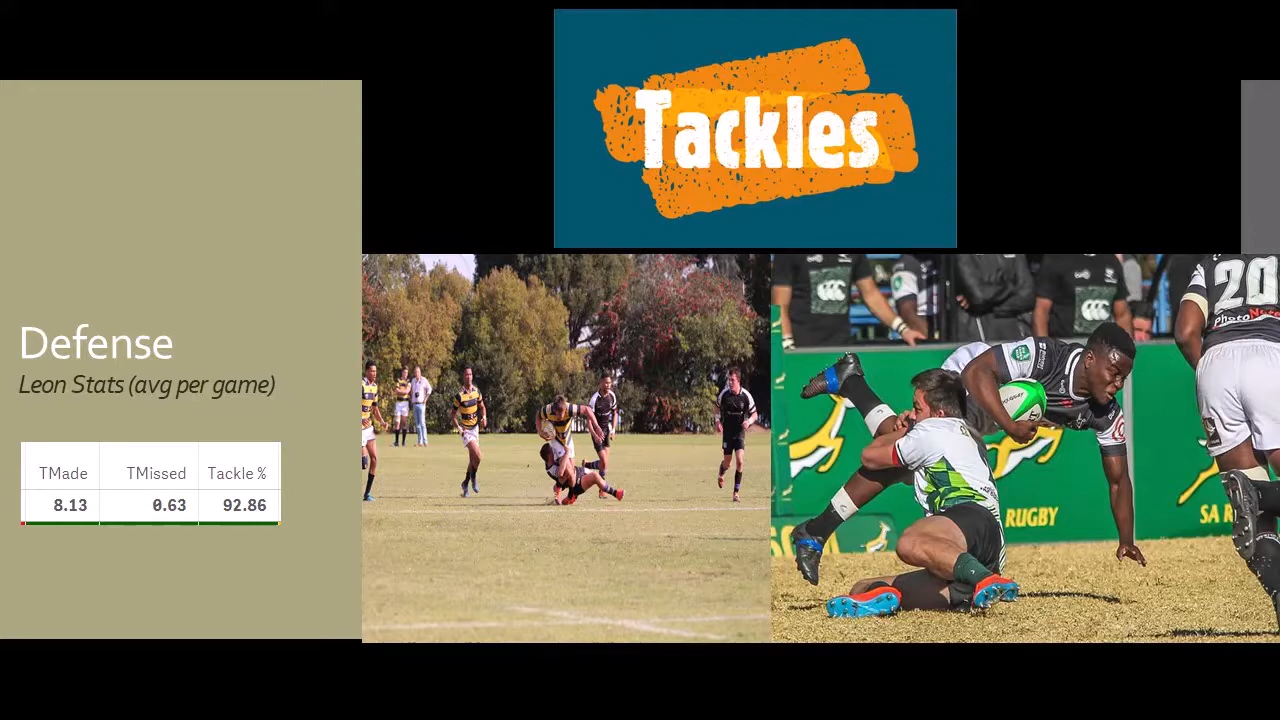 Tackles
Defense
Leon Stats (avg per game)
TMade TMissed Tackle %
8.13 0.63 92.86
20
PhotoN
RUGBY
SA R